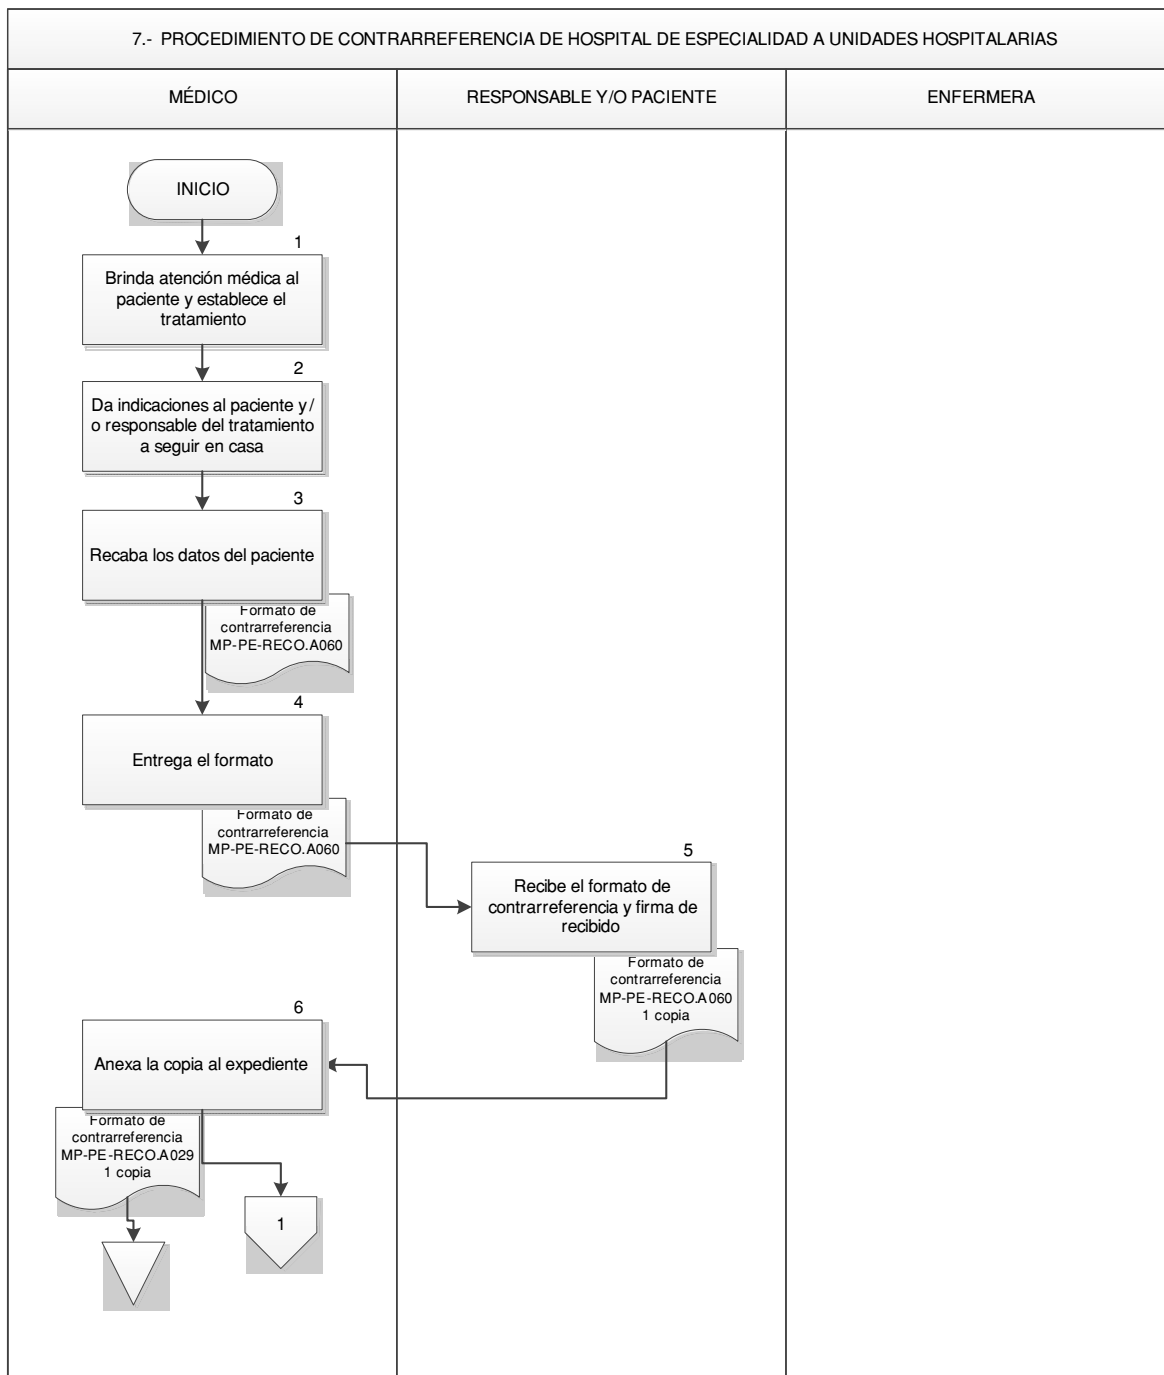 7.- PROCEDIMIENTO DE CONTRARREFERENCIA DE HOSPITAL DE ESPECIALIDAD A UNIDADES HOSPITALARIAS
MÉDICO
RESPONSABLE Y/O PACIENTE
ENFERMERA
INICIO
1
Brinda atención médica al
paciente y establece el
tratamiento
2
Da indicaciones al paciente y/
o responsable del tratamiento
a seguir en casa
3
Recaba los datos del paciente
Formato de
contrarreferencia
MP-PE-RECO.A060
4
Entrega el formato
Formato de
contrarreferencia
MP-PE-RECO.A060
5
Recibe el formato de
contrarreferencia y firma de
recibido
Formato de
contrarreferencia
MP-PE-RECO.A060
1 copia
6
Anexa la copia al expediente
Formato de
contrarreferencia
MP-PE-RECO.A029
1 copia
1